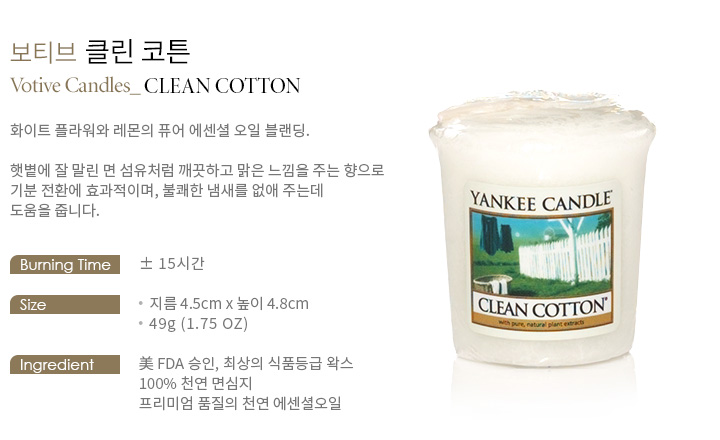 보티브 클린 코튼
Votive Candles_ CLEAN COTTON
화이트 플라워와 레몬의 퓨어 에센셜 오일 블랜딩.
햇볕에 잘 말린 면 섬유처럼 깨끗하고 맑은 느낌을 주는 향으로
기분 전환에 효과적이며, 불쾌한 냄새를 없애 주는데
도움을 줍니다.
Burning Time ± 15시간
Size • 지름 4.5cm x 높이 4.8cm
• 49g (1.75 OZ)
Ingredient 美 FDA 승인, 최상의 식품등급 왁스
100% 천연 면심지
프리미엄 품질의 천연 에센셜오일
YANKEE CANDLE®
CLEAN COTTON®
with pure, natural plant extracts